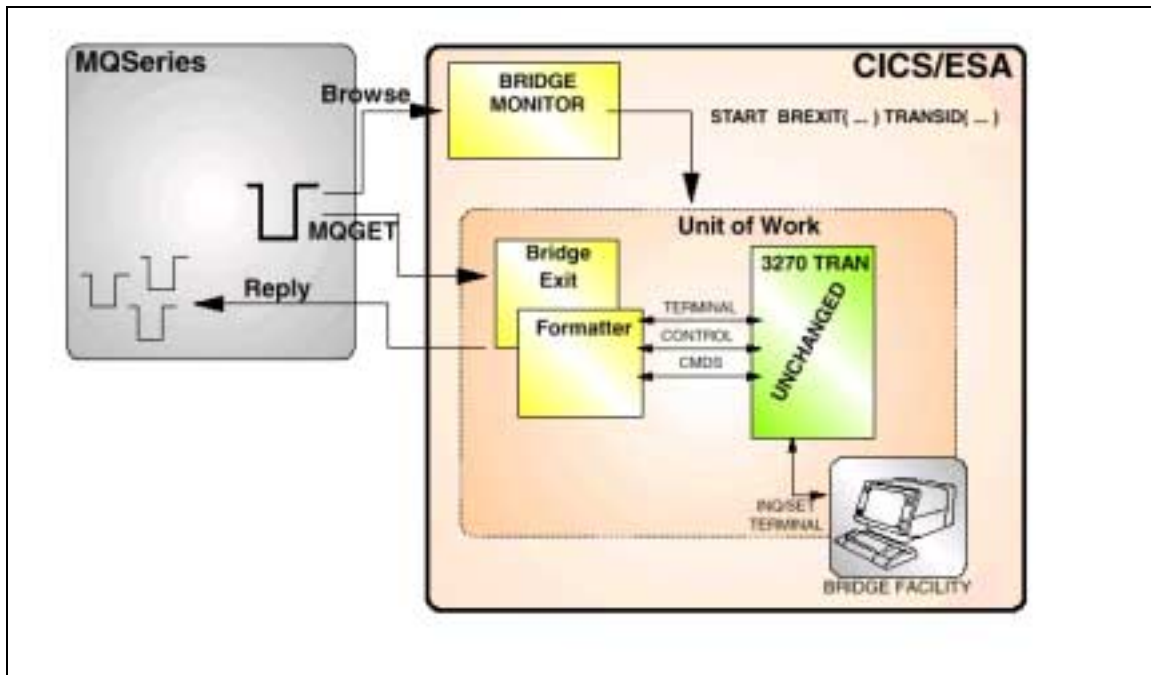 MQSeries
CICS/ESA
Browse
BRIDGE
MONITOR
START BREXIT( ... ) TRANSID( ... )
MQGET
Unit of Work
Bridge
Exit
3270 TRAN
UNCHANGED
Reply
Formatter
TERMINAL
CONTROL
CMDS
INQ/SET
TERMINAL
BRIDGE FACILITY